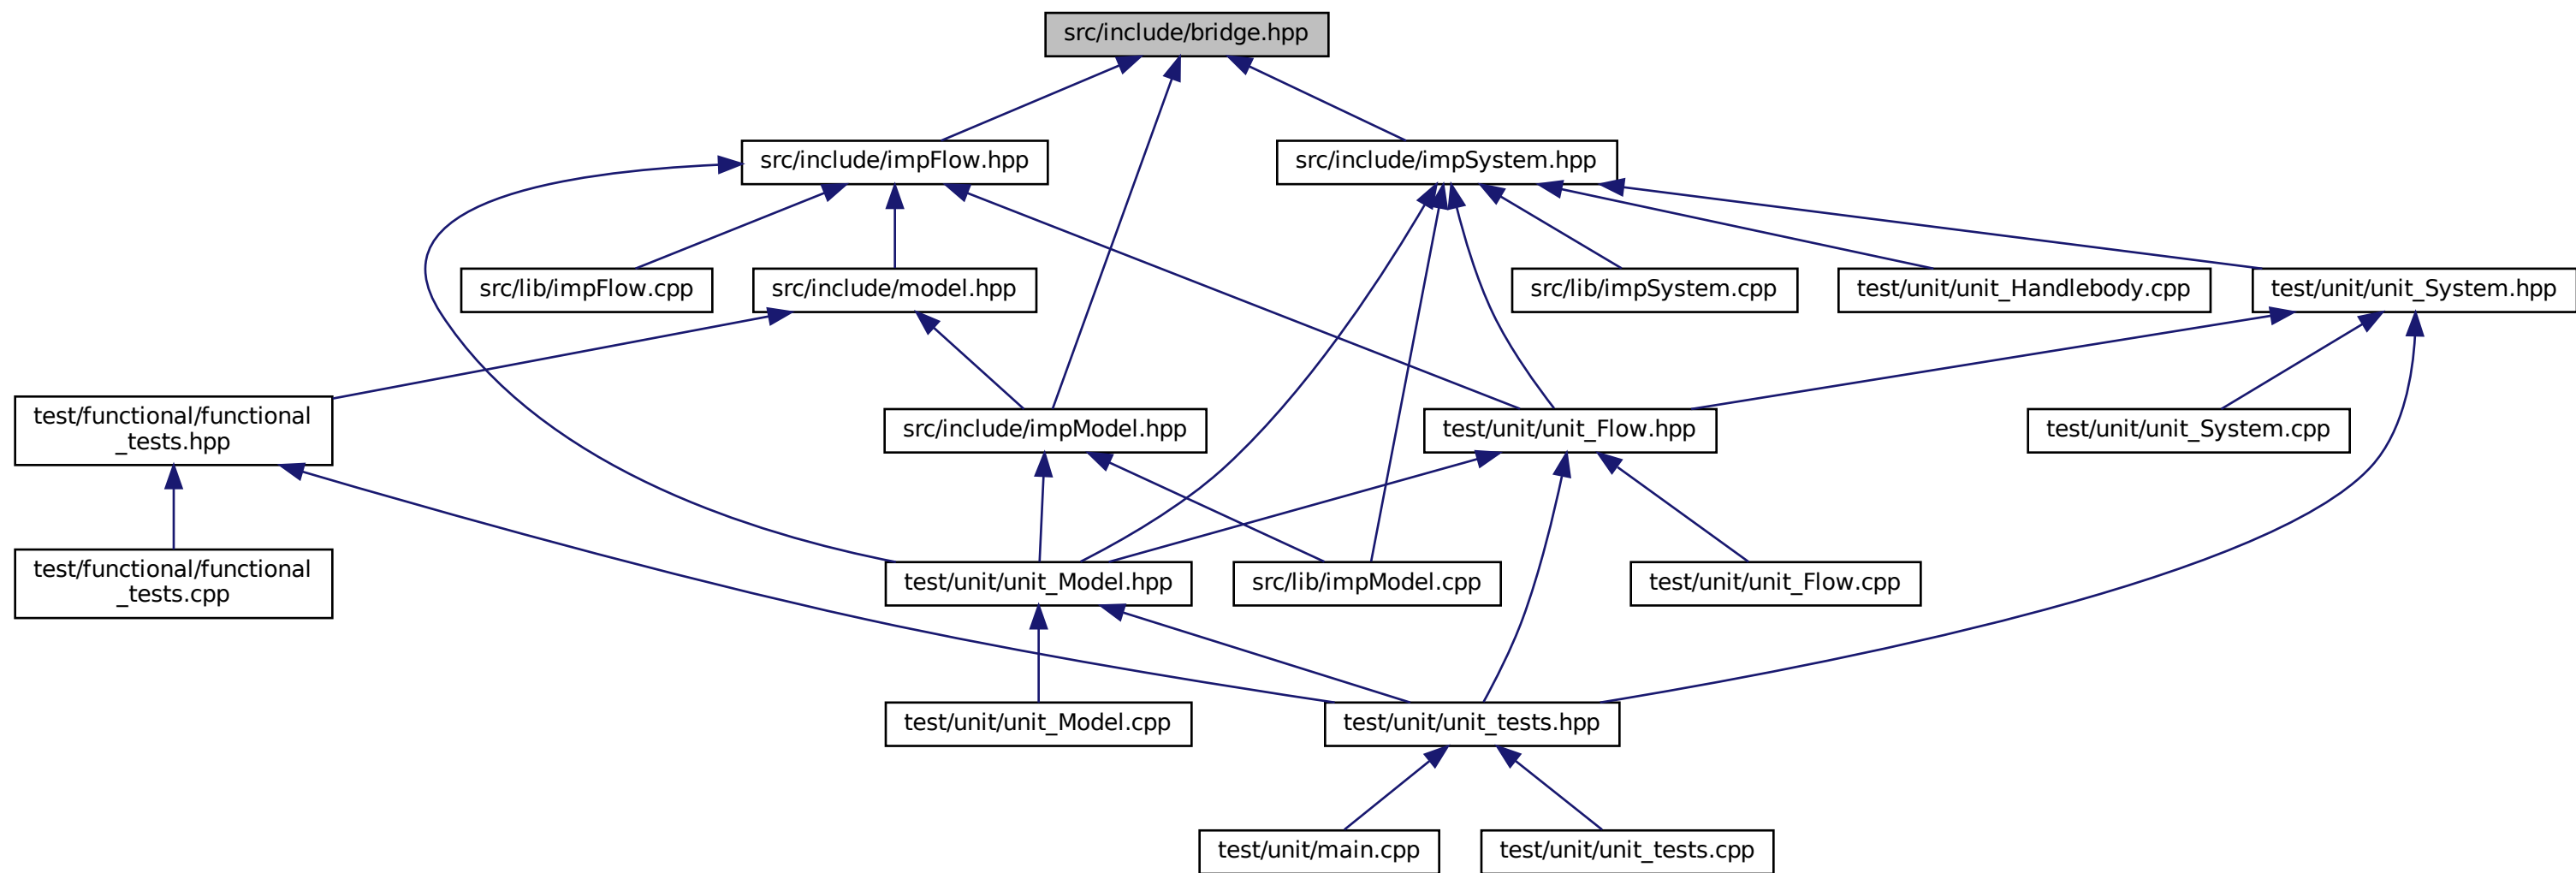 src/include/bridge.hpp
src/include/impFlow.hpp
src/include/impSystem.hpp
src/lib/impFlow.cpp
src/include/model.hpp
src/lib/impSystem.cpp
test/unit/unit_Handlebody.cpp
test/unit/unit_System.hpp
test/functional/functional
_tests.hpp
src/include/impModel.hpp
test/unit/unit_Flow.hpp
test/unit/unit_System.cpp
test/functional/functional
_tests.cpp
test/unit/unit_Model.hpp
src/lib/impModel.cpp
test/unit/unit_Flow.cpp
test/unit/unit_Model.cpp
test/unit/unit_tests.hpp
test/unit/main.cpp
test/unit/unit_tests.cpp